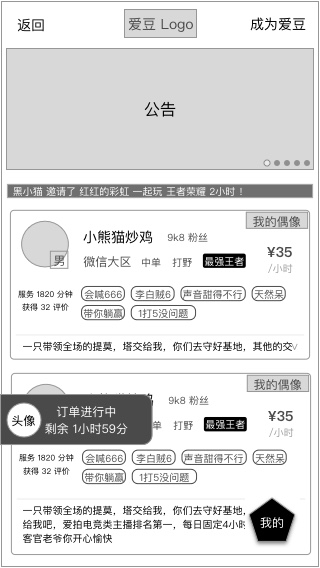 返回
爱豆 Logo
成为爱豆
公告
黑小猫 邀请了 红红的彩虹 一起玩 王者荣耀 2小时！
我的偶像
小熊猫炒鸡
9k8 粉丝
¥35
男
微信大区
中单
打野
最强王者
/小时
服务 1820 分钟
获得 32 评价
会喊666
李白贼6
声音甜得不行
天然呆
带你躺赢
1打5没问题
一只带领全场的提莫，塔交给我，你们去守好基地，其他的交
我的偶像
9k8 粉丝
¥35
打野
最强王者
/小时
头像
订单进行中
剩余 1小时59分
服务 1820 分钟
获得 32 评价
会喊666
李白贼6
声音甜得不行
天然呆
带你躺赢
1打5没问题
一只带领全场的提莫，塔交给我，你们去守好基地，
给我吧，爱拍电竞类主播排名第一，每日固定4小时
客官老爷你开心愉快
我的